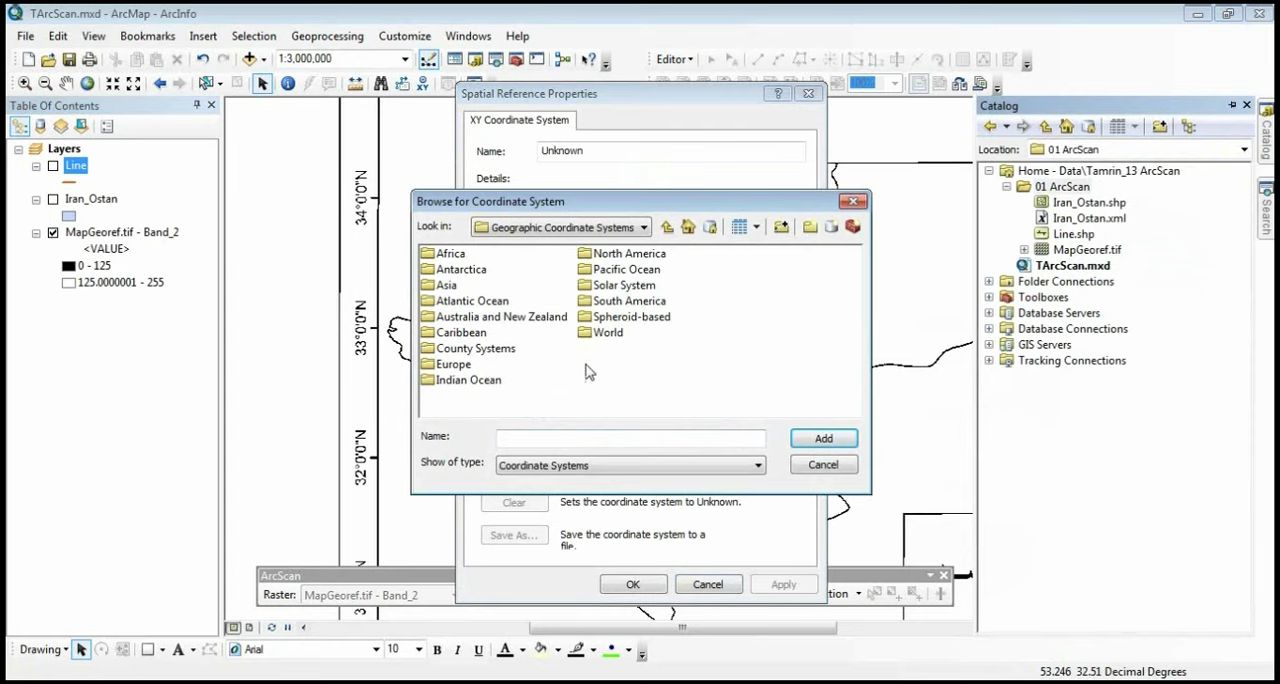 TArcScan.mxd - ArcMap - ArcInfo
File Edit View Bookmarks Insert Selection Geoprocessing Customize Windows Help
1:3,000,000
Editor
Table Of Contents
Layers
Line
Iran_Ostan
MapGeoref.tif - Band_2
<VALUE>
0 - 125
125.0000001 - 255
34°0'0"N
33°0'0"N
32°0'0"N
Spatial Reference Properties
XY Coordinate System
Name: Unknown
Details:
Browse for Coordinate System
Look in: Geographic Coordinate Systems
Africa
Antarctica
Asia
Atlantic Ocean
Australia and New Zealand
Caribbean
County Systems
Europe
Indian Ocean
North America
Pacific Ocean
Solar System
South America
Spheroid-based
World
Name:
Add
Show of type: Coordinate Systems
Cancel
Clear Sets the coordinate system to Unknown.
Save As... Save the coordinate system to a
file.
OK Cancel Apply
ArcScan
Raster: MapGeoref.tif - Band_2
Catalog
Location: 01 ArcScan
Home - Data\Tamrin_13 ArcScan
01 ArcScan
Iran_Ostan.shp
Iran_Ostan.xml
Line.shp
MapGeoref.tif
TArcScan.mxd
Folder Connections
Toolboxes
Database Servers
Database Connections
GIS Servers
Tracking Connections
Catalog
Search
Drawing Arial 10 B I U A
53.246 32.51 Decimal Degrees